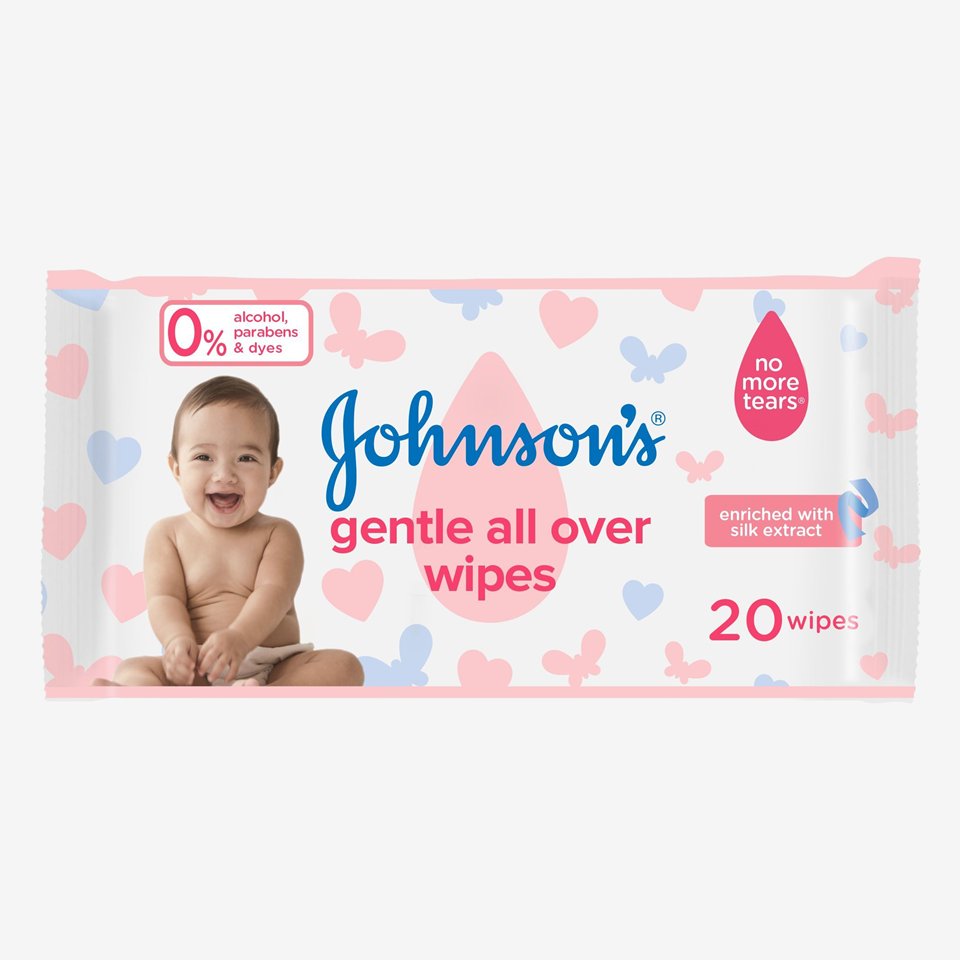 0% alcohol,
parabens
& dyes
no
more
tears®
Johnson's®
gentle all over
wipes
enriched with
silk extract
20 wipes